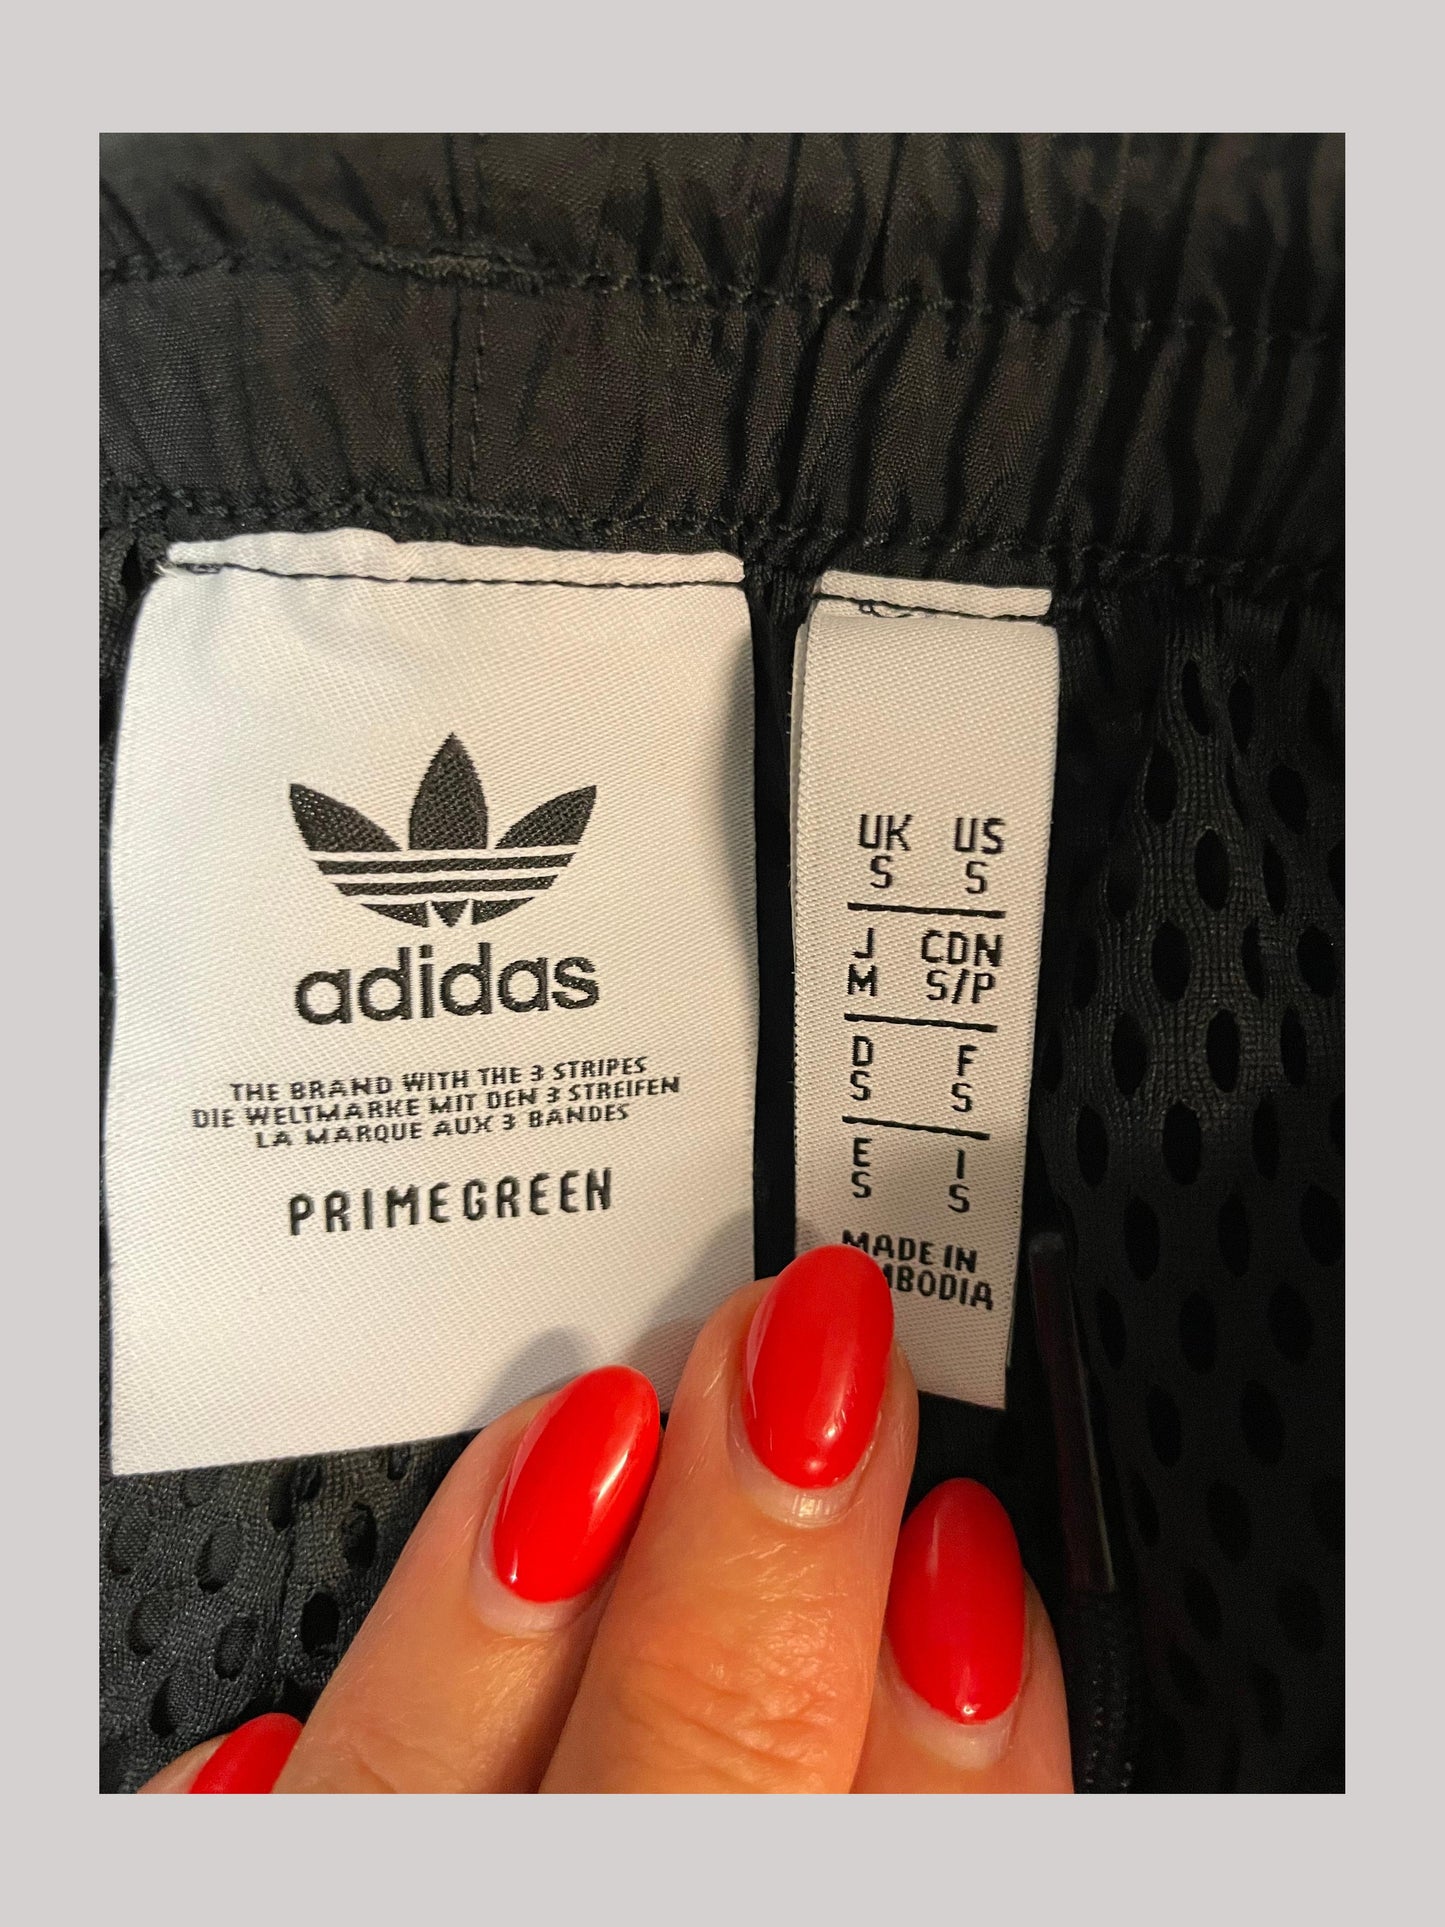 adidas
THE BRAND WITH THE 3 STRIPES
DIE WELTMARKE MIT DEN 3 STREIFEN
LA MARQUE AUX 3 BANDES
PRIMEGREEN
UK US
S S
J CDN
M S/P
D F
S S
E I
S S
MADE IN